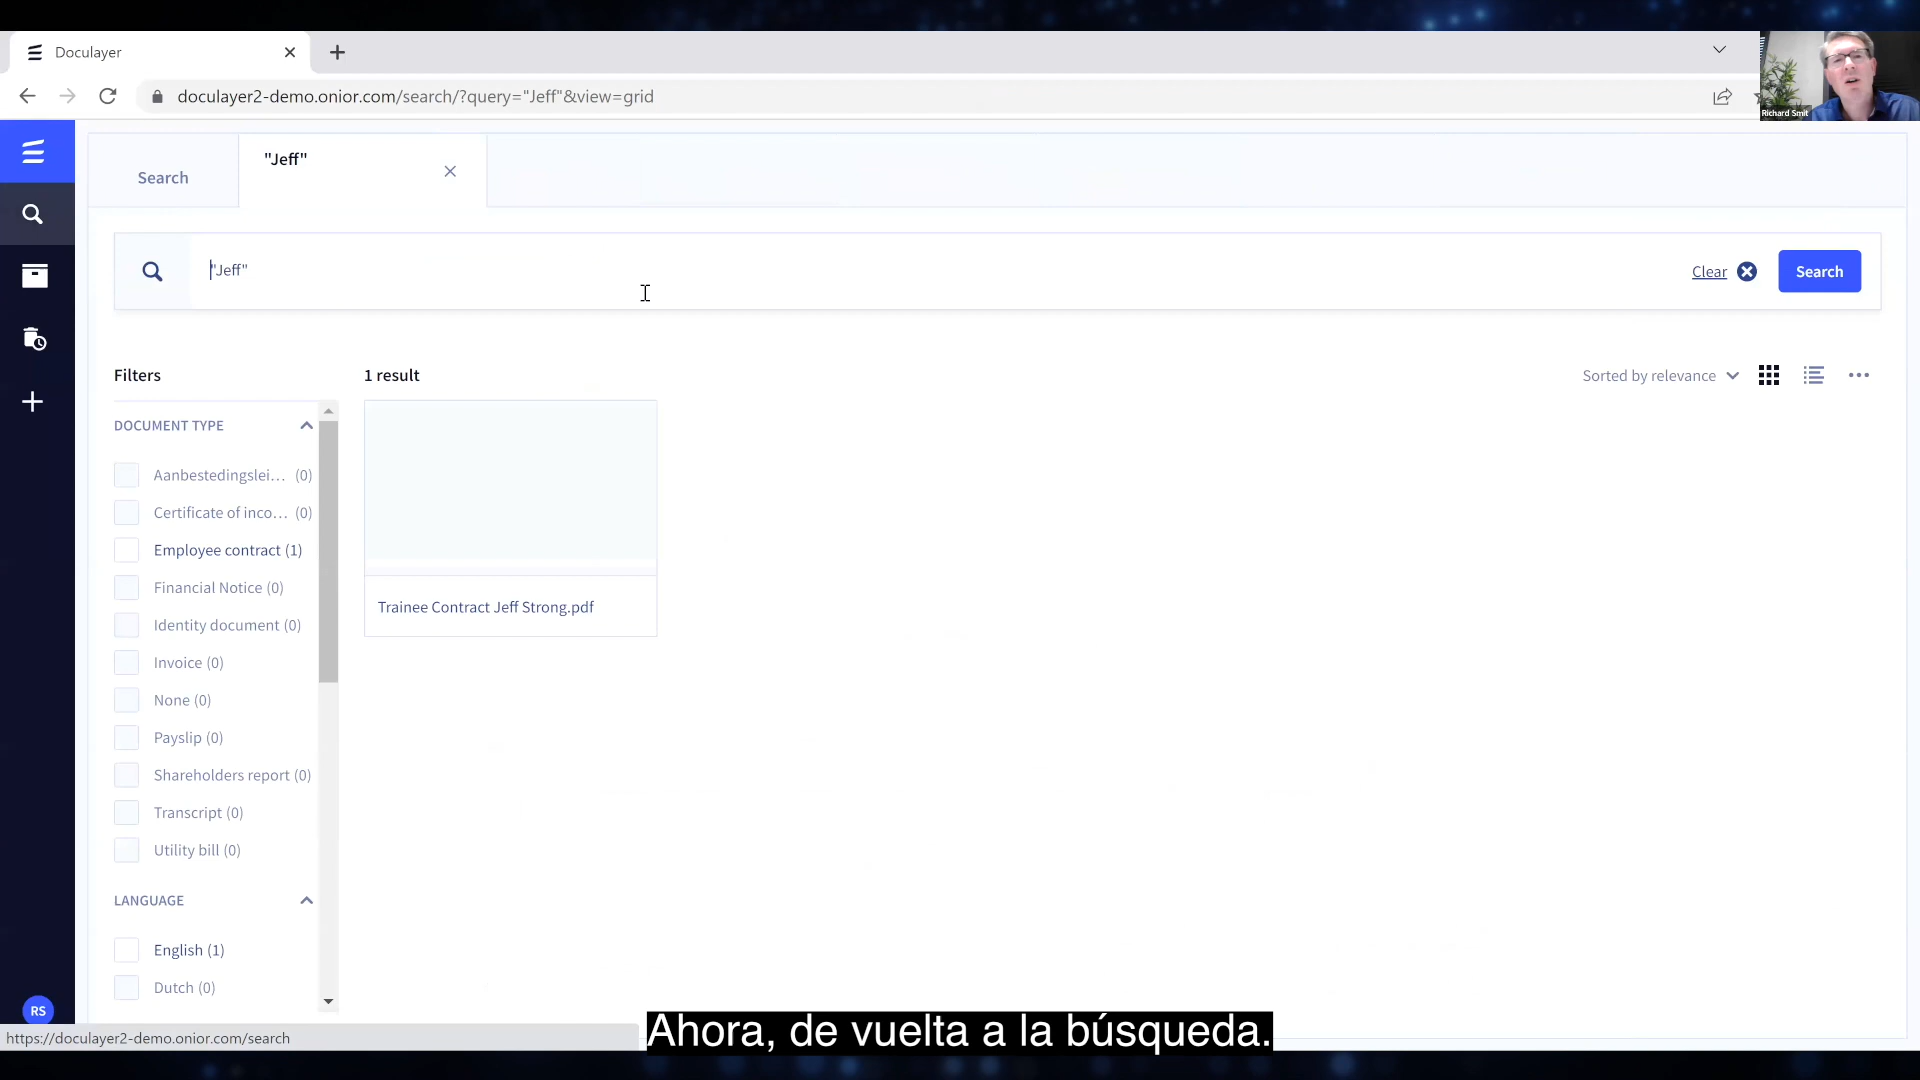 Doculayer
doculayer2-demo.onior.com/search/?query="Jeff"&view=grid
Richard Smit
Search
"Jeff"
"Jeff"
Clear
Search
Filters
1 result
Sorted by relevance
DOCUMENT TYPE
Aanbestedingslei... (0)
Certificate of inco... (0)
Employee contract (1)
Financial Notice (0)
Identity document (0)
Invoice (0)
None (0)
Payslip (0)
Shareholders report (0)
Transcript (0)
Utility bill (0)
Trainee Contract Jeff Strong.pdf
LANGUAGE
English (1)
Dutch (0)
RS
https://doculayer2-demo.onior.com/search
Ahora, de vuelta a la búsqueda.